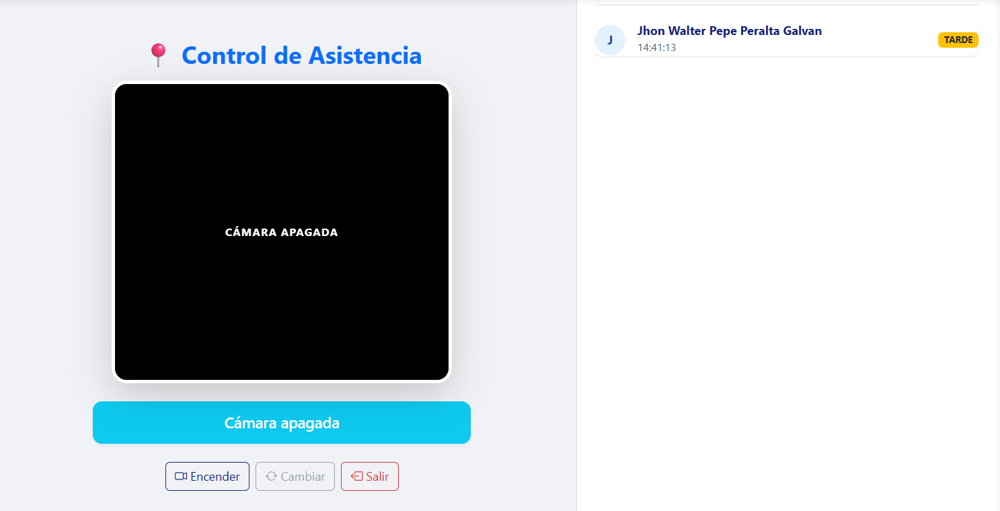 Control de Asistencia
CÁMARA APAGADA
Cámara apagada
Encender
Cambiar
Salir
J
Jhon Walter Pepe Peralta Galvan
14:41:13
TARDE